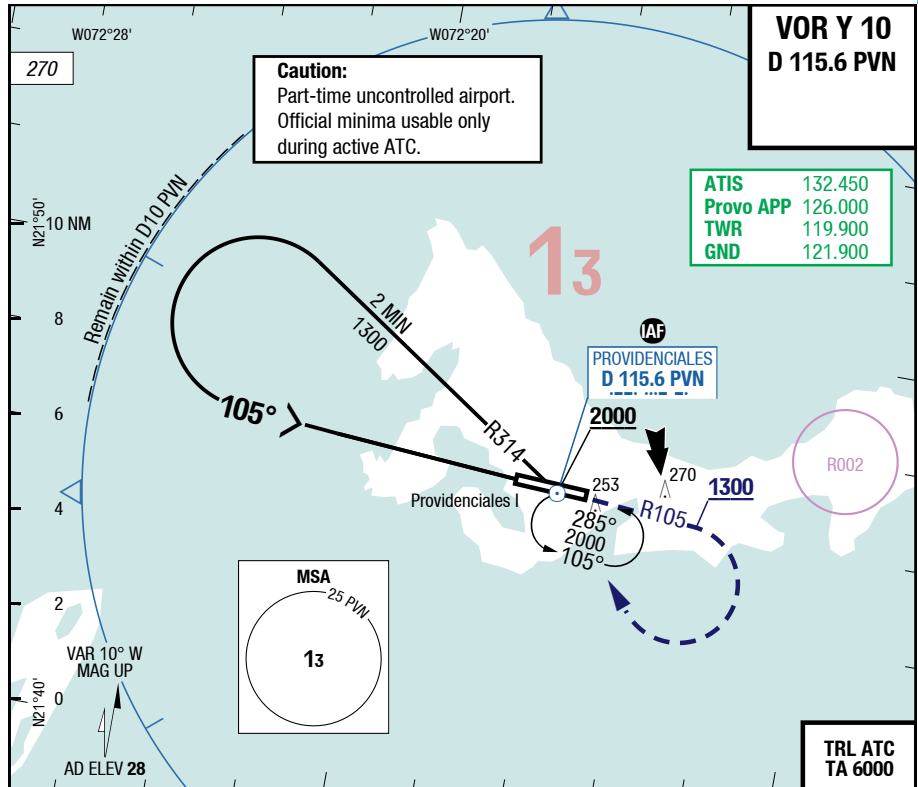 W072°28'
W072°20'
VOR Y 10
D 115.6 PVN
270
Caution:
Part-time uncontrolled airport.
Official minima usable only
during active ATC.
ATIS 132.450
Provo APP 126.000
TWR 119.900
GND 121.900
N21°50'
10 NM
Remain within D10 PVN
13
2 MIN
1300
8
IAF
PROVIDENCIALES
D 115.6 PVN
6
105°
2000
R314
R002
270
253
1300
Providenciales I
4
R105
285°
2000
105°
MSA
25 PVN
13
2
VAR 10° W
MAG UP
N21°40'
0
AD ELEV 28
TRL ATC
TA 6000